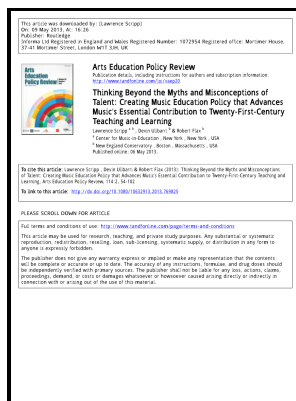 This article was downloaded by: [Lawrence Scripp]
On: 09 May 2013, At: 16:26
Publisher: Routledge
Informa Ltd Registered in England and Wales Registered Number: 1072954 Registered office: Mortimer House,
37-41 Mortimer Street, London W1T 3JH, UK
Arts Education Policy Review
Publication details, including instructions for authors and subscription information:
http://www.tandfonline.com/loi/vaep20
Thinking Beyond the Myths and Misconceptions of
Talent: Creating Music Education Policy that Advances
Music's Essential Contribution to Twenty-First-Century
Teaching and Learning
Lawrence Scripp a b , Devin Ulibarri b & Robert Flax b
a Center for Music-in-Education , New York , New York , USA
b New England Conservatory , Boston , Massachusetts , USA
Published online: 06 May 2013.
To cite this article: Lawrence Scripp , Devin Ulibarri & Robert Flax (2013): Thinking Beyond the Myths and Misconceptions
of Talent: Creating Music Education Policy that Advances Music's Essential Contribution to Twenty-First-Century Teaching and
Learning, Arts Education Policy Review, 114:2, 54-102
To link to this article: http://dx.doi.org/10.1080/10632913.2013.769825
PLEASE SCROLL DOWN FOR ARTICLE
Full terms and conditions of use: http://www.tandfonline.com/page/terms-and-conditions
This article may be used for research, teaching, and private study purposes. Any substantial or systematic
reproduction, redistribution, reselling, loan, sub-licensing, systematic supply, or distribution in any form to
anyone is expressly forbidden.
The publisher does not give any warranty express or implied or make any representation that the contents
will be complete or accurate or up to date. The accuracy of any instructions, formulae, and drug doses should
be independently verified with primary sources. The publisher shall not be liable for any loss, actions, claims,
proceedings, demand, or costs or damages whatsoever or howsoever caused arising directly or indirectly in
connection with or arising out of the use of this material.